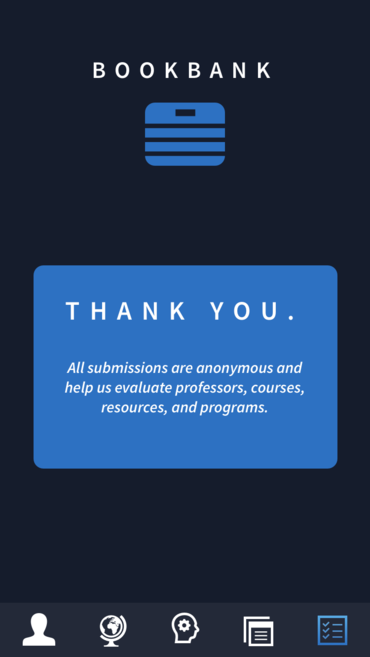 BOOKBANK
THANK YOU.
All submissions are anonymous and
help us evaluate professors, courses,
resources, and programs.